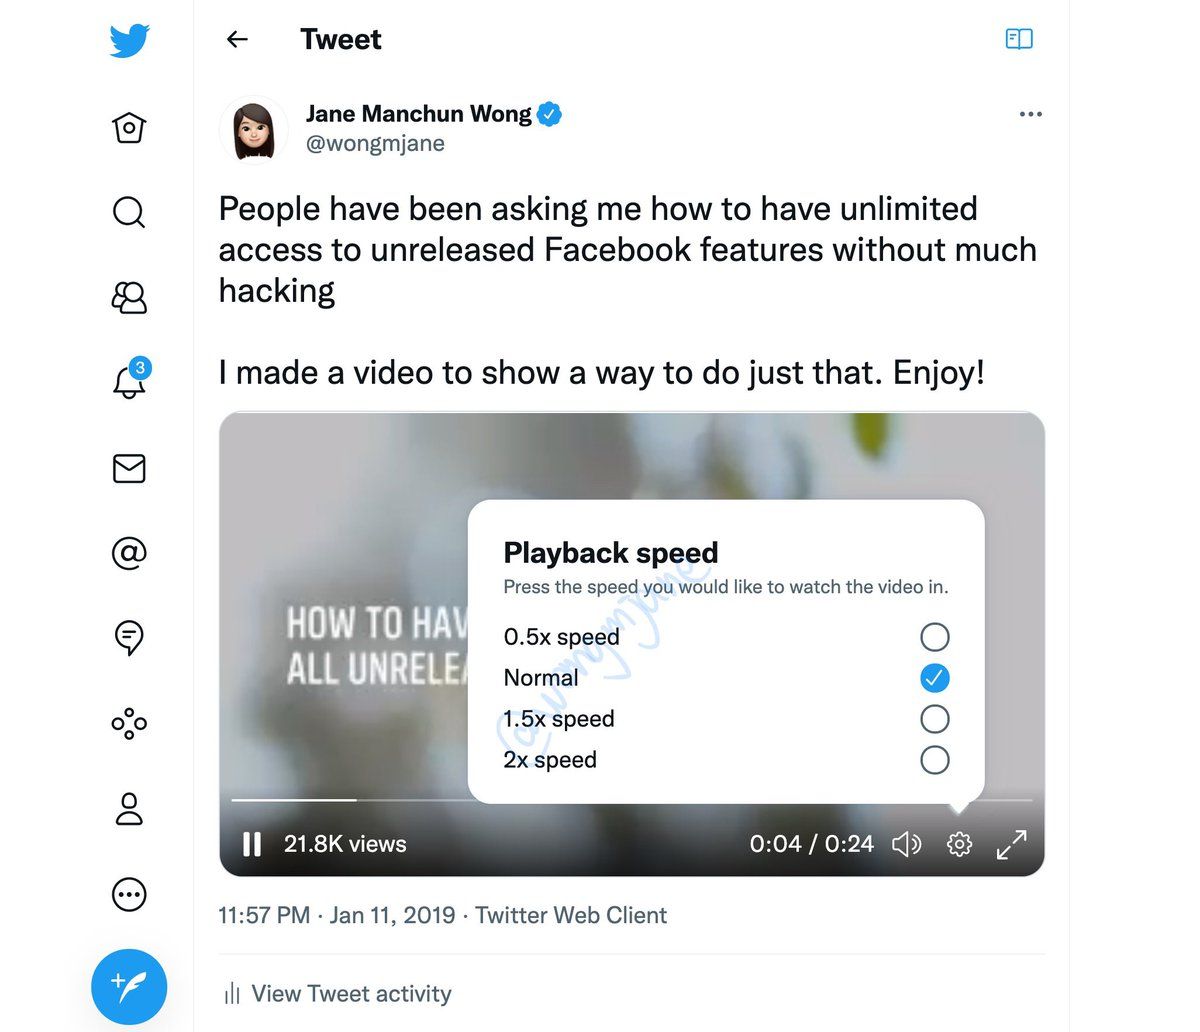 Tweet
Jane Manchun Wong
@wongmjane
People have been asking me how to have unlimited
access to unreleased Facebook features without much
hacking
I made a video to show a way to do just that. Enjoy!
3
HOW TO HAV
ALL UNRELEA
Playback speed
Press the speed you would like to watch the video in.
0.5x speed
Normal
1.5x speed
2x speed
@wongmjane
21.8K views
0:04 / 0:24
11:57 PM · Jan 11, 2019 · Twitter Web Client
View Tweet activity